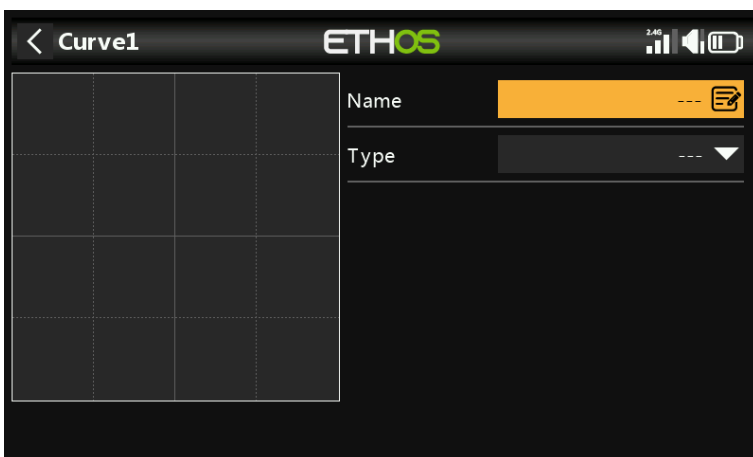 Curve1
ETHOS
2.4G
Name ---
Type ---